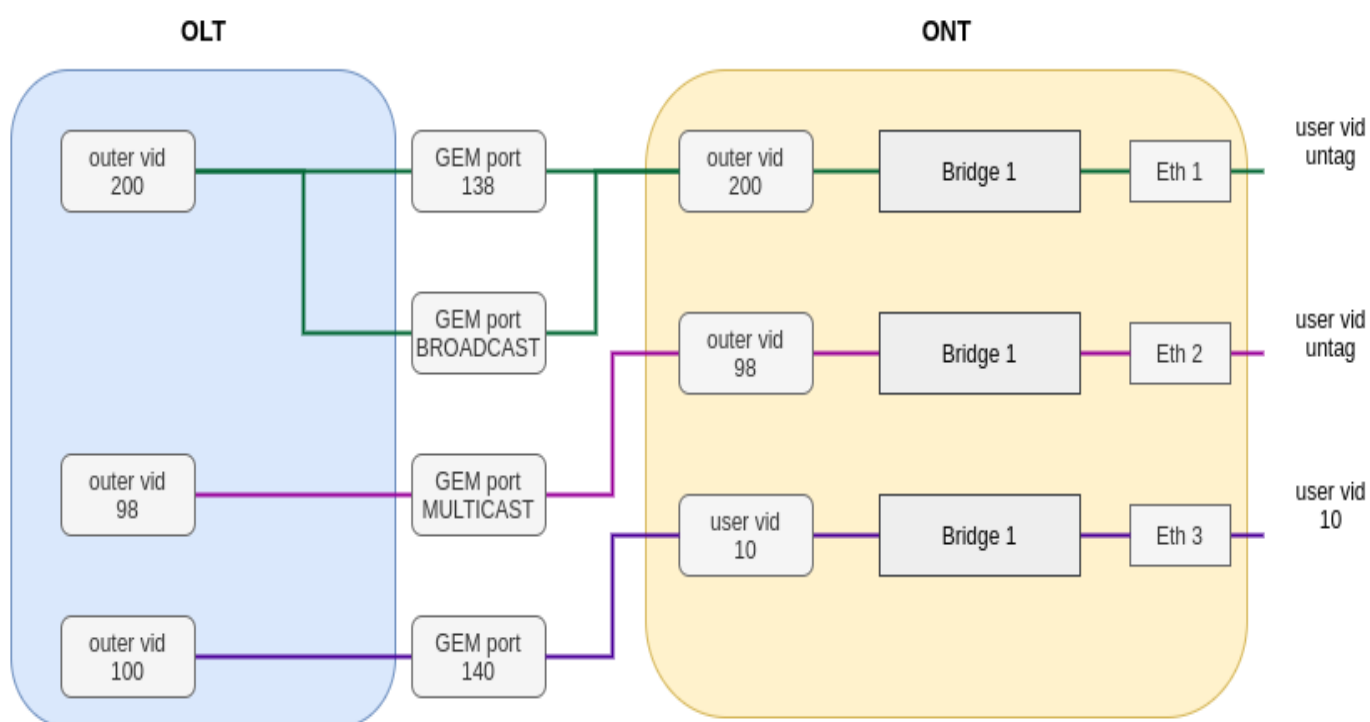 OLT
ONT
outer vid
200
GEM port
138
outer vid
200
Bridge 1
Eth 1
user vid
untag
GEM port
BROADCAST
outer vid
98
Bridge 1
Eth 2
user vid
untag
outer vid
98
GEM port
MULTICAST
user vid
10
Bridge 1
Eth 3
user vid
10
outer vid
100
GEM port
140